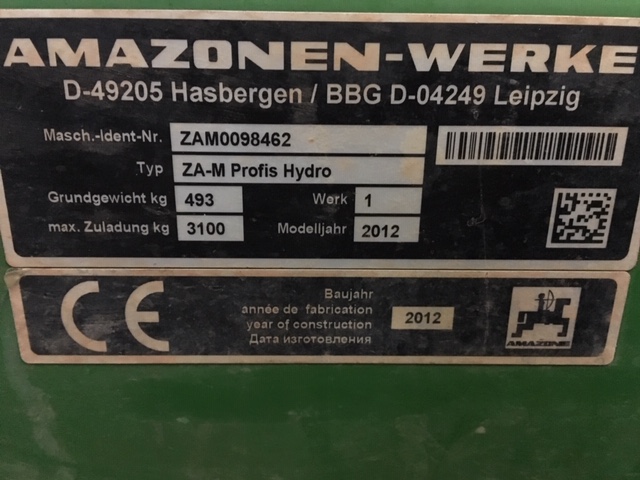 AMAZONEN-WERKE
D-49205 Hasbergen / BBG D-04249 Leipzig
Masch.-Ident-Nr. ZAM0098462
Typ ZA-M Profis Hydro
Grundgewicht kg 493 Werk 1
max. Zuladung kg 3100 Modelljahr 2012
CE
Baujahr
année de fabrication
year of construction 2012
Дата изготовления
AMAZONE